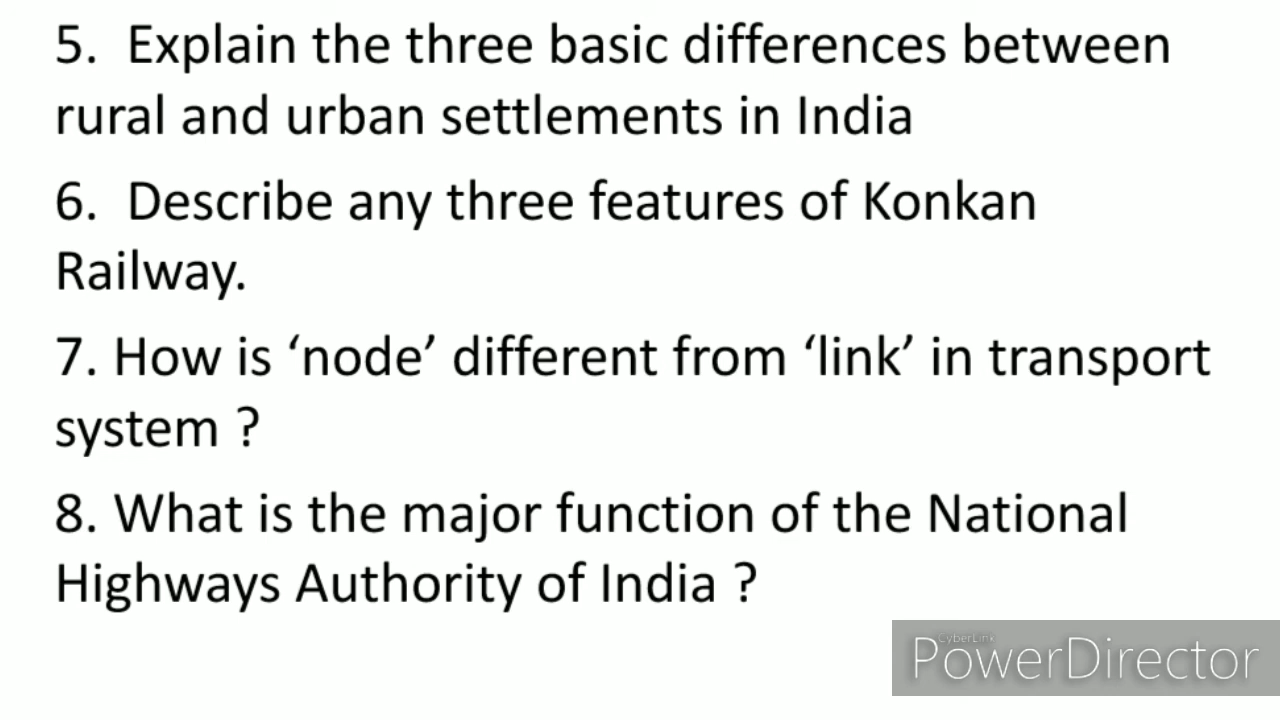 5.  Explain the three basic differences between
rural and urban settlements in India
6.  Describe any three features of Konkan
Railway.
7. How is ‘node’ different from ‘link’ in transport
system ?
8. What is the major function of the National
Highways Authority of India ?
CyberLink
PowerDirector